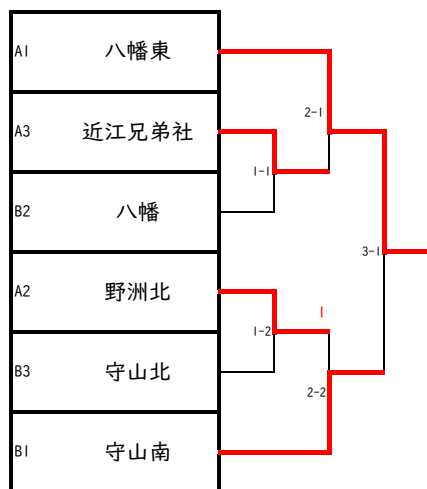 A1 八幡東
2-1
A3 近江兄弟社
1-1
B2 八幡
3-1
A2 野洲北
1
1-2
B3 守山北
2-2
B1 守山南